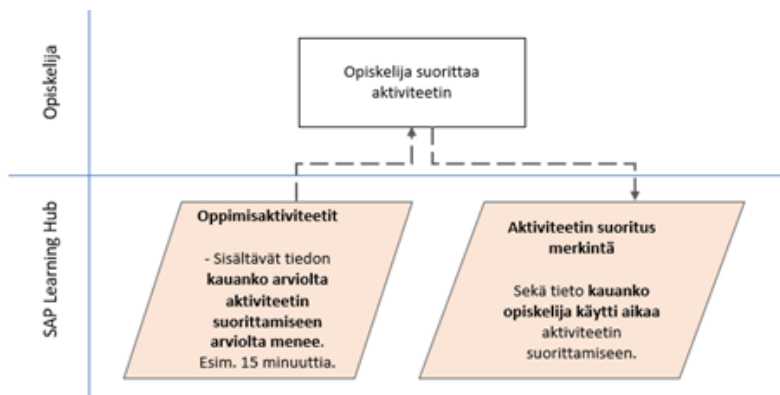 Opiskelija
Opiskelija suorittaa
aktiviteetin
SAP Learning Hub
Oppimisaktiviteetit
- Sisältävät tiedon
kauanko arviolta
aktiviteetin
suorittamiseen
arviolta menee.
Esim. 15 minuuttia.
Aktiviteetin suoritus
merkintä
Sekä tieto kauanko
opiskelija käytti aikaa
aktiviteetin
suorittamiseen.